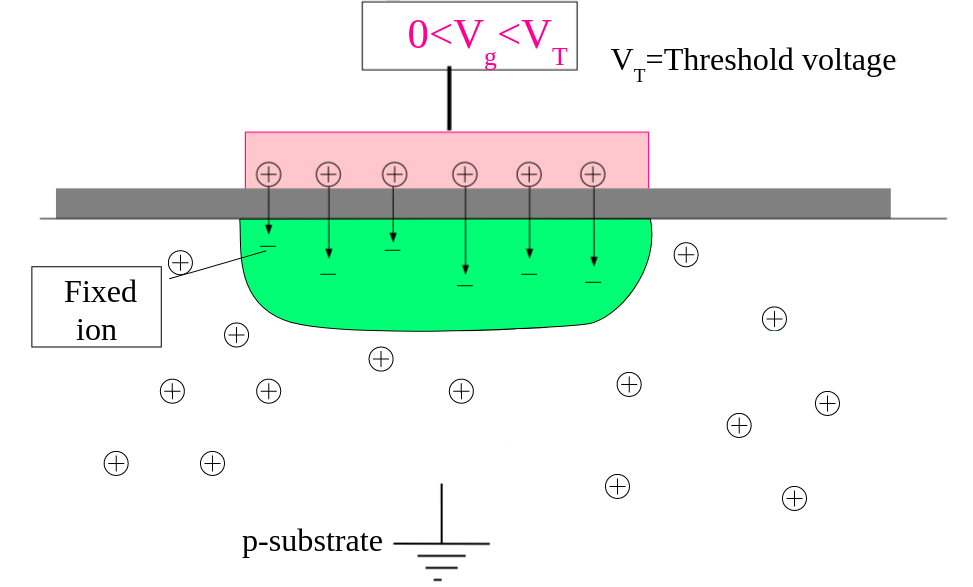 0<Vg<VT
VT=Threshold voltage
Fixed
ion
p-substrate